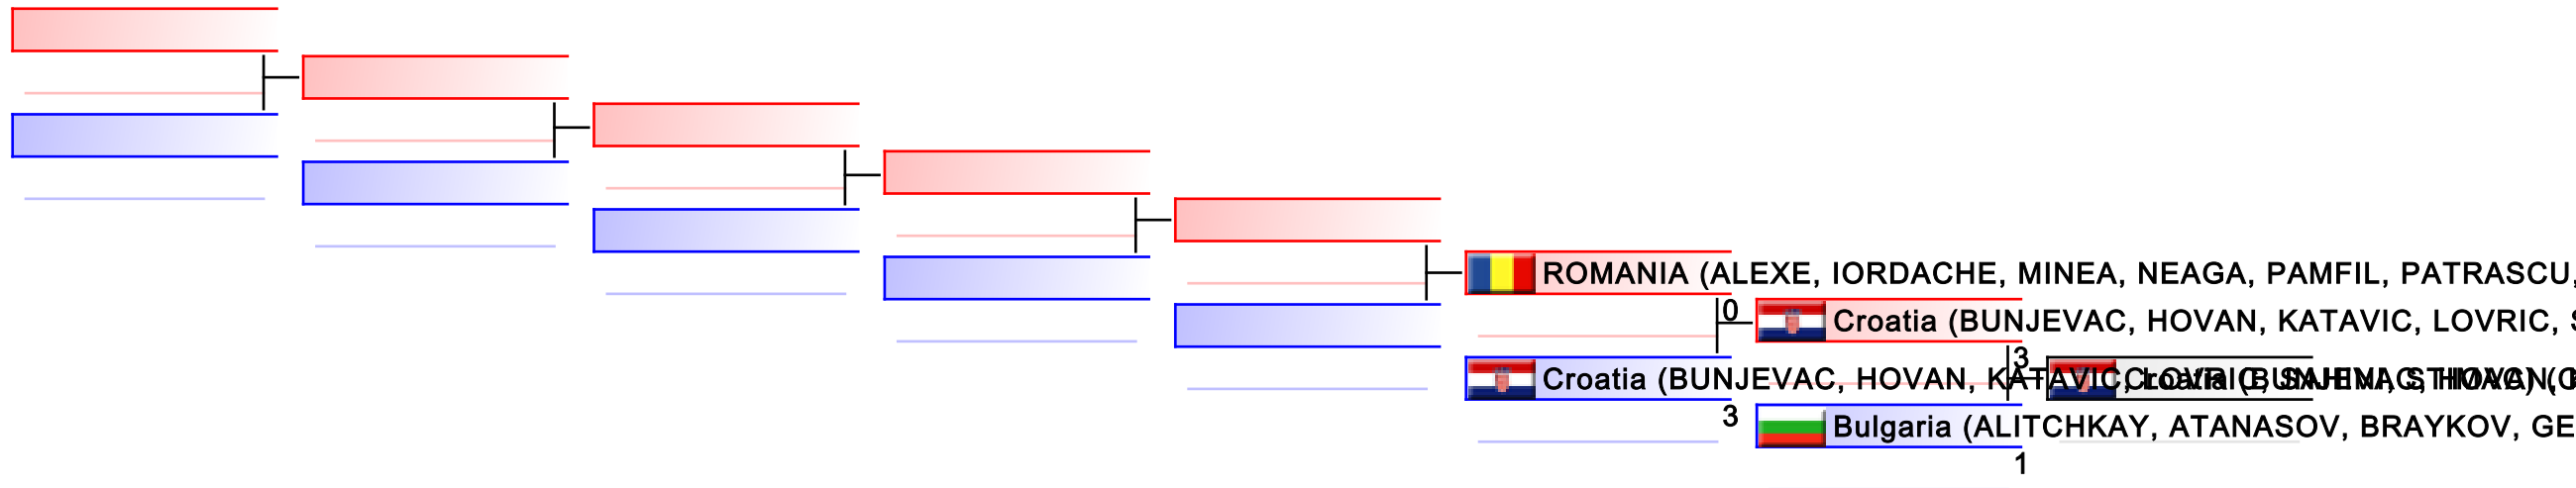 ROMANIA (ALEXE, IORDACHE, MINEA, NEAGA, PAMFIL, PATRASCU,
0
Croatia (BUNJEVAC, HOVAN, KATAVIC, LOVRIC,
3
Croatia (BUNJEVAC, HOVAN, KATAVIC,
3
Bulgaria (ALITCHKAY, ATANASOV, BRAYKOV, GE
1